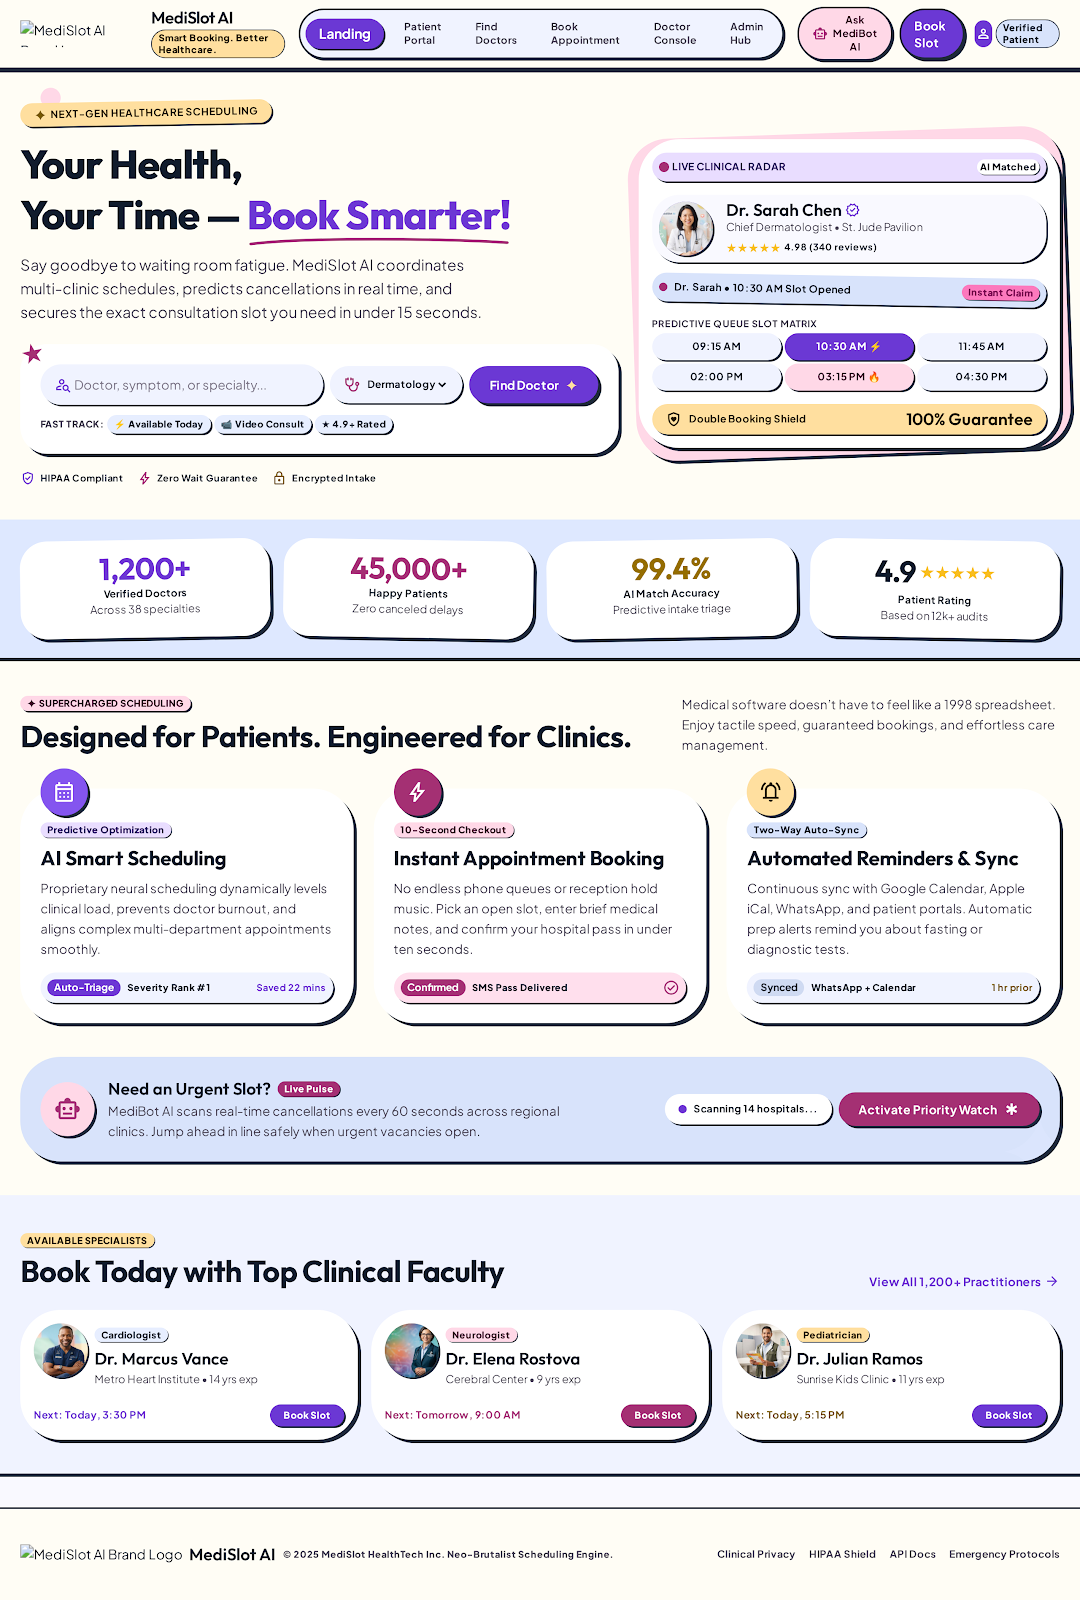 MediSlot AI
MediSlot AI
Smart Booking. Better
Healthcare.
Landing
Patient
Portal
Find
Doctors
Book
Appointment
Doctor
Console
Admin
Hub
Ask
MediBot
AI
Book
Slot
Verified
Patient
✦ NEXT-GEN HEALTHCARE SCHEDULING
Your Health,
Your Time — Book Smarter!
Say goodbye to waiting room fatigue. MediSlot AI coordinates
multi-clinic schedules, predicts cancellations in real time, and
secures the exact consultation slot you need in under 15 seconds.
Doctor, symptom, or specialty...
Dermatology
Find Doctor ✦
FAST TRACK:
⚡ Available Today
📹 Video Consult
★ 4.9+ Rated
HIPAA Compliant
Zero Wait Guarantee
Encrypted Intake
LIVE CLINICAL RADAR
AI Matched
Dr. Sarah Chen
Chief Dermatologist • St. Jude Pavilion
★★★★★ 4.98 (340 reviews)
Dr. Sarah • 10:30 AM Slot Opened
Instant Claim
PREDICTIVE QUEUE SLOT MATRIX
09:15 AM
10:30 AM ⚡
11:45 AM
02:00 PM
03:15 PM 🔥
04:30 PM
Double Booking Shield
100% Guarantee
1,200+
Verified Doctors
Across 38 specialties
45,000+
Happy Patients
Zero canceled delays
99.4%
AI Match Accuracy
Predictive intake triage
4.9 ★★★★★
Patient Rating
Based on 12k+ audits
✦ SUPERCHARGED SCHEDULING
Designed for Patients. Engineered for Clinics.
Medical software doesn't have to feel like a 1998 spreadsheet.
Enjoy tactile speed, guaranteed bookings, and effortless care
management.
Predictive Optimization
AI Smart Scheduling
Proprietary neural scheduling dynamically levels
clinical load, prevents doctor burnout, and
aligns complex multi-department appointments
smoothly.
Auto-Triage
Severity Rank #1
Saved 22 mins
10-Second Checkout
Instant Appointment Booking
No endless phone queues or reception hold
music. Pick an open slot, enter brief medical
notes, and confirm your hospital pass in under
ten seconds.
Confirmed
SMS Pass Delivered
Two-Way Auto-Sync
Automated Reminders & Sync
Continuous sync with Google Calendar, Apple
iCal, WhatsApp, and patient portals. Automatic
prep alerts remind you about fasting or
diagnostic tests.
Synced
WhatsApp + Calendar
1 hr prior
Need an Urgent Slot?
Live Pulse
MediBot AI scans real-time cancellations every 60 seconds across regional
clinics. Jump ahead in line safely when urgent vacancies open.
Scanning 14 hospitals...
Activate Priority Watch ✱
AVAILABLE SPECIALISTS
Book Today with Top Clinical Faculty
View All 1,200+ Practitioners →
Cardiologist
Dr. Marcus Vance
Metro Heart Institute • 14 yrs exp
Next: Today, 3:30 PM
Book Slot
Neurologist
Dr. Elena Rostova
Cerebral Center • 9 yrs exp
Next: Tomorrow, 9:00 AM
Book Slot
Pediatrician
Dr. Julian Ramos
Sunrise Kids Clinic • 11 yrs exp
Next: Today, 5:15 PM
Book Slot
MediSlot AI Brand Logo
MediSlot AI
© 2025 MediSlot HealthTech Inc. Neo-Brutalist Scheduling Engine.
Clinical Privacy
HIPAA Shield
API Docs
Emergency Protocols